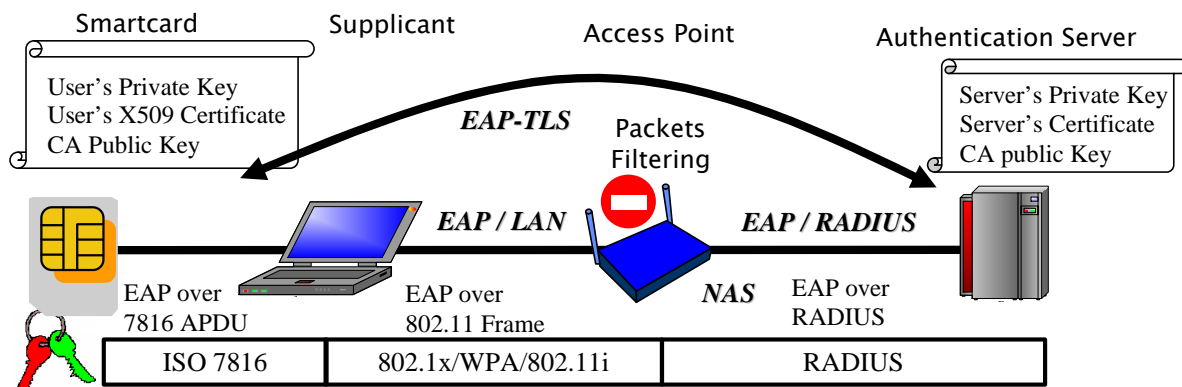 Smartcard
Supplicant
Access Point
Authentication Server
User's Private Key
User's X509 Certificate
CA Public Key
EAP-TLS
Packets
Filtering
Server's Private Key
Server's Certificate
CA public Key
EAP / LAN
EAP / RADIUS
NAS
EAP over
7816 APDU
EAP over
802.11 Frame
EAP over
RADIUS
ISO 7816
802.1x/WPA/802.11i
RADIUS